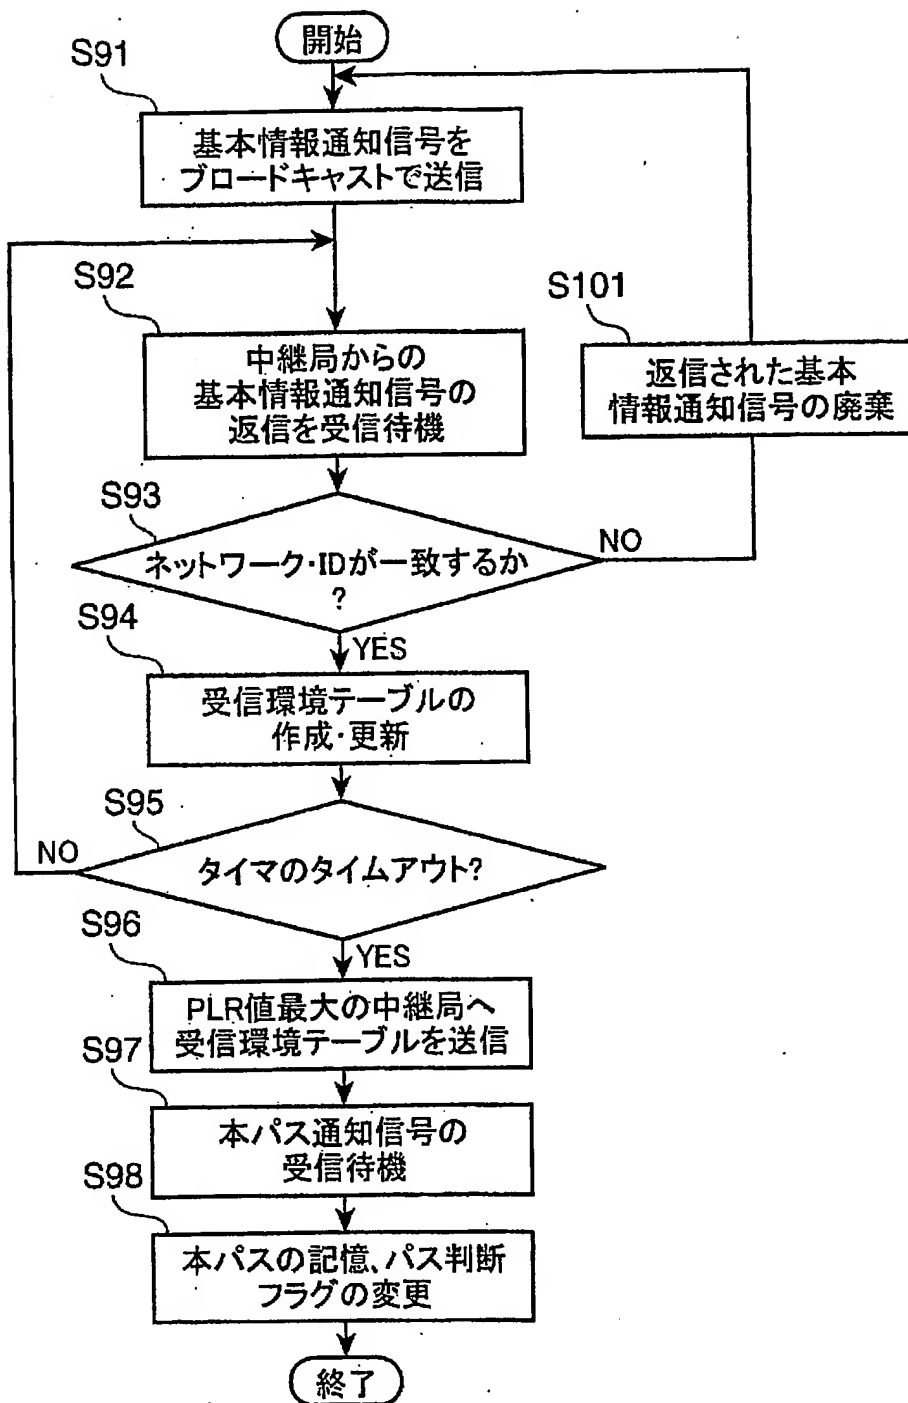 開始
S91
基本情報通知信号を
ブロードキャストで送信
S92
中継局からの
基本情報通知信号の
返信を受信待機
S101
返信された基本
情報通知信号の廃棄
S93
ネットワーク・IDが一致するか
?
NO
YES
S94
受信環境テーブルの
作成・更新
S95
タイマのタイムアウト?
NO
YES
S96
PLR値最大の中継局へ
受信環境テーブルを送信
S97
本パス通知信号の
受信待機
S98
本パスの記憶、パス判断
フラグの変更
終了